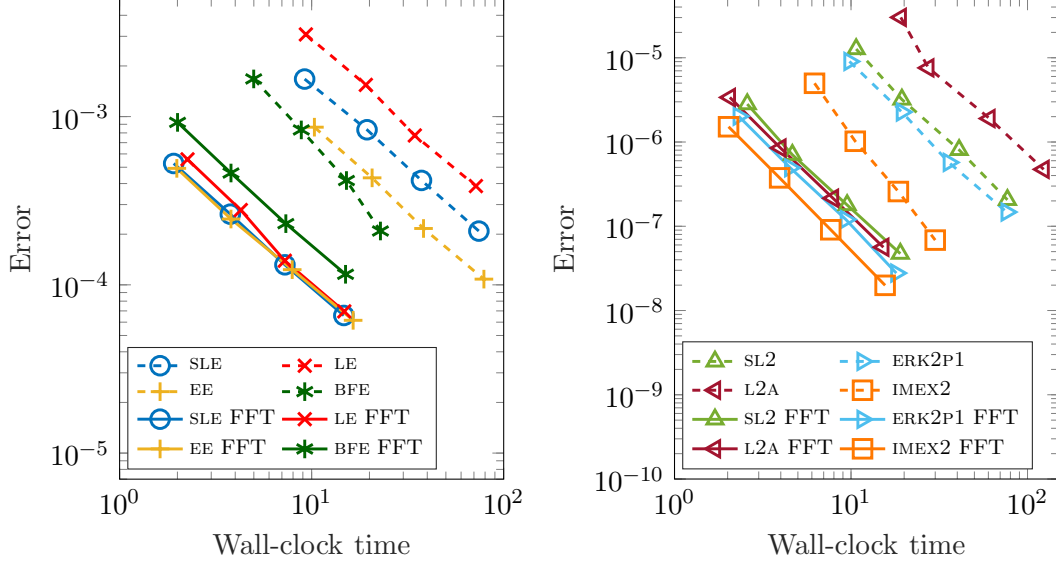 10^{-3}
10^{-4}
10^{-5}
Error
SLE
LE
EE
BFE
SLE FFT
LE FFT
EE FFT
BFE FFT
10^0
10^1
10^2
Wall-clock time
10^{-5}
10^{-6}
10^{-7}
10^{-8}
10^{-9}
10^{-10}
Error
SL2
ERK2P1
L2A
IMEX2
SL2 FFT
ERK2P1 FFT
L2A FFT
IMEX2 FFT
10^0
10^1
10^2
Wall-clock time